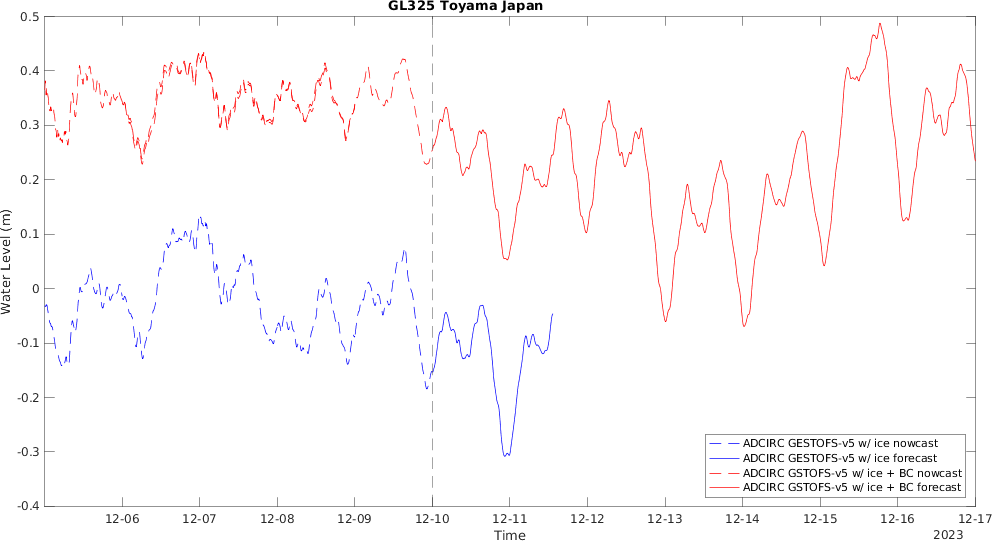 GL325 Toyama Japan
Water Level (m)
0.5
0.4
0.3
0.2
0.1
0
-0.1
-0.2
-0.3
-0.4
ADCIRC GESTOFS-v5 w/ ice nowcast
ADCIRC GESTOFS-v5 w/ ice forecast
ADCIRC GSTOFS-v5 w/ ice + BC nowcast
ADCIRC GSTOFS-v5 w/ ice + BC forecast
12-06 12-07 12-08 12-09 12-10 12-11 12-12 12-13 12-14 12-15 12-16 12-17
Time
2023